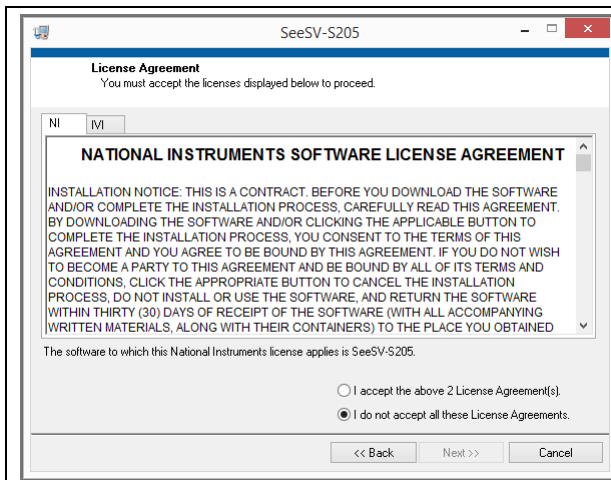 SeeSV-S205
License Agreement
You must accept the licenses displayed below to proceed.
NI IVI
NATIONAL INSTRUMENTS SOFTWARE LICENSE AGREEMENT
INSTALLATION NOTICE: THIS IS A CONTRACT. BEFORE YOU DOWNLOAD THE SOFTWARE
AND/OR COMPLETE THE INSTALLATION PROCESS, CAREFULLY READ THIS AGREEMENT.
BY DOWNLOADING THE SOFTWARE AND/OR CLICKING THE APPLICABLE BUTTON TO
COMPLETE THE INSTALLATION PROCESS, YOU CONSENT TO THE TERMS OF THIS
AGREEMENT AND YOU AGREE TO BE BOUND BY THIS AGREEMENT. IF YOU DO NOT WISH
TO BECOME A PARTY TO THIS AGREEMENT AND BE BOUND BY ALL OF ITS TERMS AND
CONDITIONS, CLICK THE APPROPRIATE BUTTON TO CANCEL THE INSTALLATION
PROCESS, DO NOT INSTALL OR USE THE SOFTWARE, AND RETURN THE SOFTWARE
WITHIN THIRTY (30) DAYS OF RECEIPT OF THE SOFTWARE (WITH ALL ACCOMPANYING
WRITTEN MATERIALS, ALONG WITH THEIR CONTAINERS) TO THE PLACE YOU OBTAINED
The software to which this National Instruments license applies is SeeSV-S205.
I accept the above 2 License Agreement(s).
I do not accept all these License Agreements.
<< Back Next >> Cancel